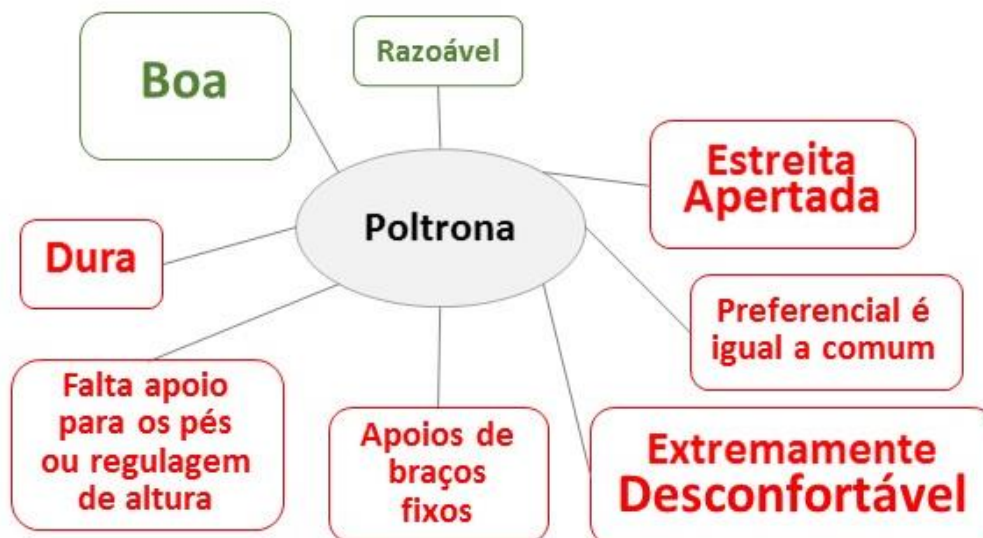 Boa
Razoável
Estreita
Apertada
Poltrona
Dura
Preferencial é
igual a comum
Falta apoio
para os pés
ou regulagem
de altura
Apoios de
braços
fixos
Extremamente
Desconfortável